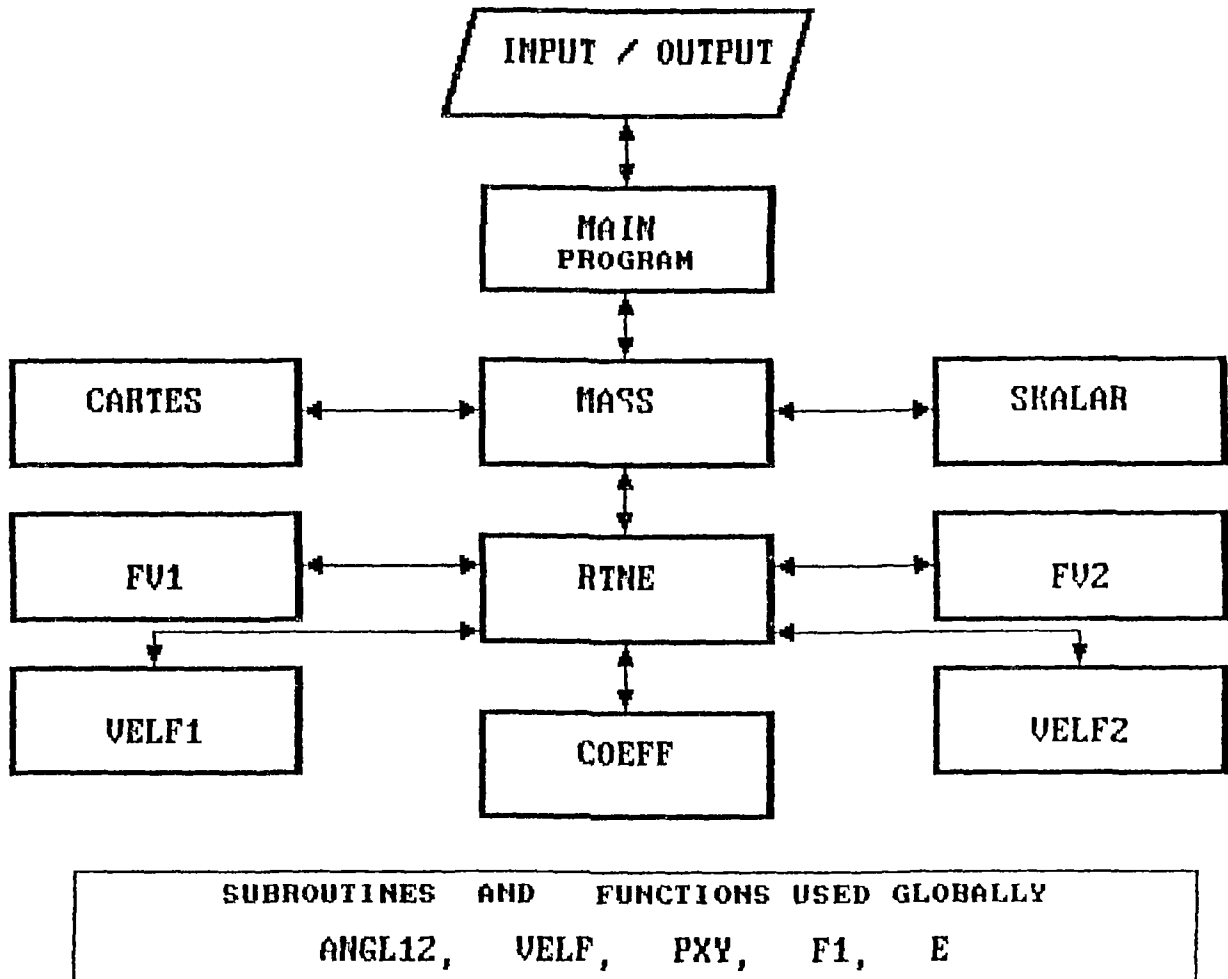 INPUT / OUTPUT
MAIN
PROGRAM
CARTES
MASS
SKALAR
FV1
RTNE
FV2
VELF1
COEFF
VELF2
SUBROUTINES AND FUNCTIONS USED GLOBALLY
ANGL12, VELF, PXY, F1, E